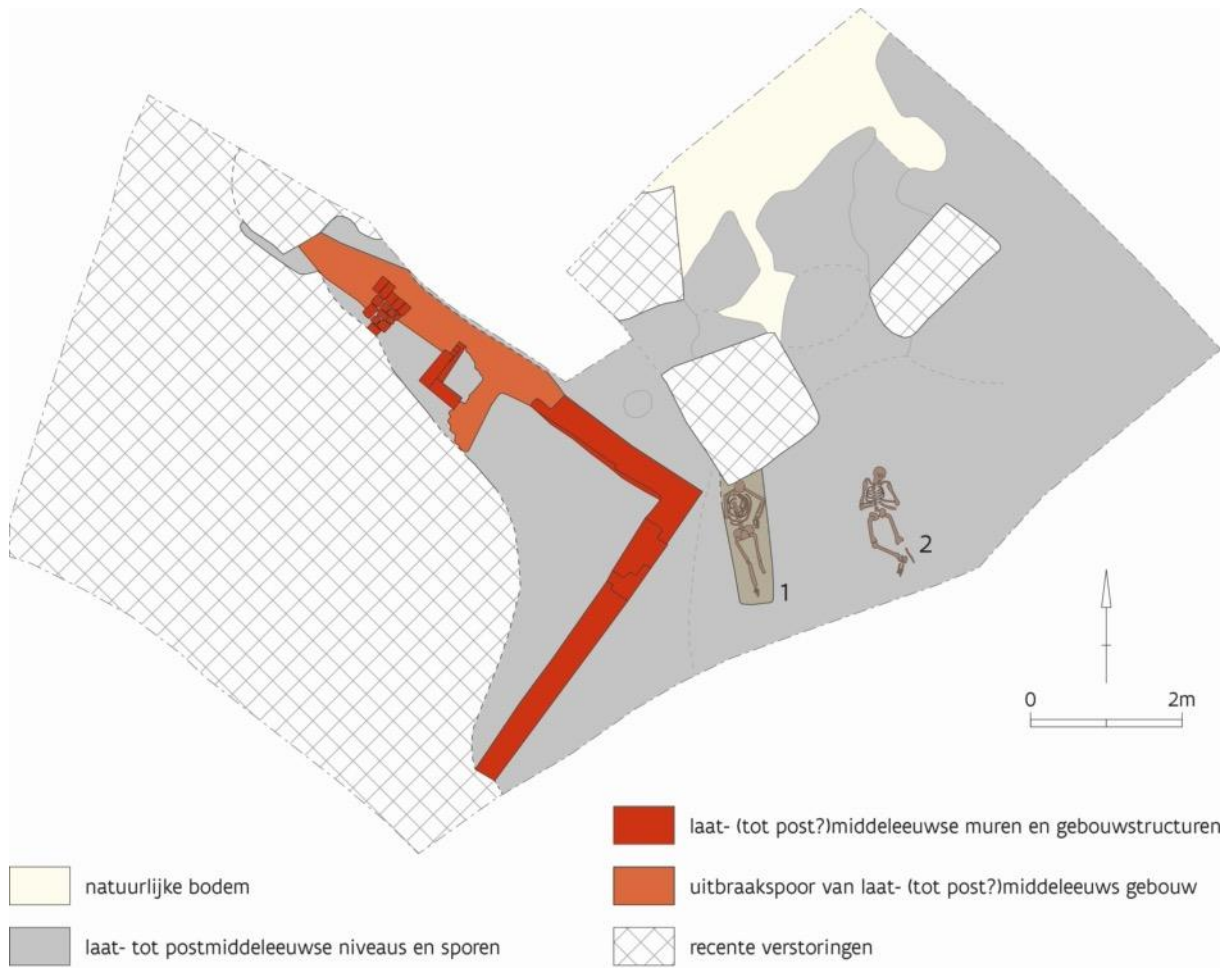 1
2
0 2m
laat- (tot post?)middeleeuwse muren en gebouwstructuren
natuurlijke bodem
uitbraakspoor van laat- (tot post?)middeleeuws gebouw
laat- tot postmiddeleeuwse niveaus en sporen
recente verstoringen